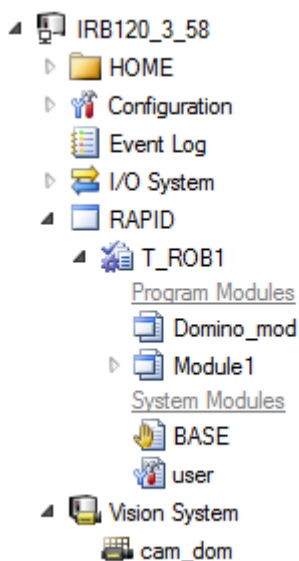 IRB120_3_58
HOME
Configuration
Event Log
I/O System
RAPID
T_ROB1
Program Modules
Domino_mod
Module1
System Modules
BASE
user
Vision System
cam_dom